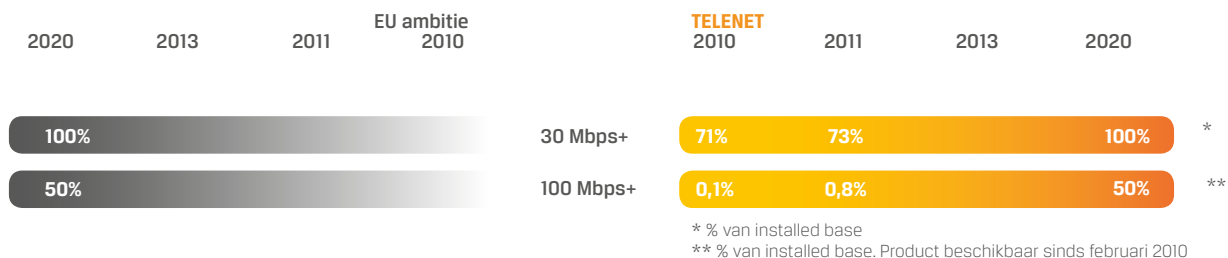 EU ambitie
2020 2013 2011 2010
TELENET
2010 2011 2013 2020
100% 30 Mbps+ 71% 73% 100% *
50% 100 Mbps+ 0,1% 0,8% 50% **
* % van installed base
** % van installed base. Product beschikbaar sinds februari 2010